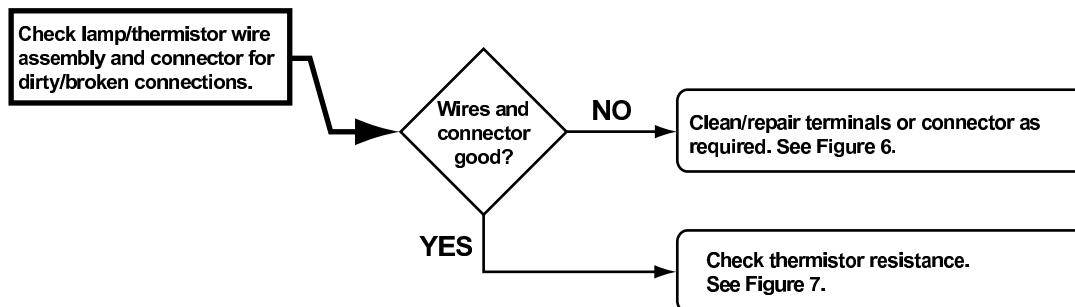 Check lamp/thermistor wire
assembly and connector for
dirty/broken connections.
Wires and
connector
good?
NO
Clean/repair terminals or connector as
required. See Figure 6.
YES
Check thermistor resistance.
See Figure 7.